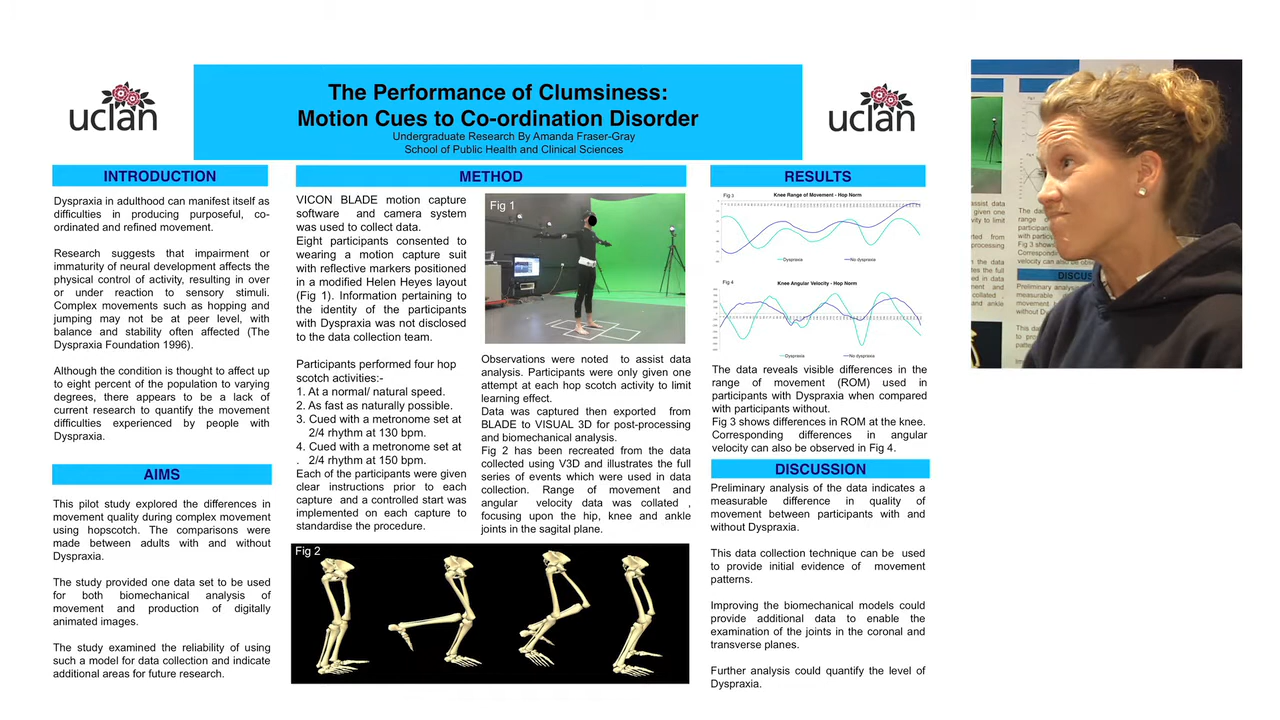 uclan
The Performance of Clumsiness:
Motion Cues to Co-ordination Disorder
Undergraduate Research By Amanda Fraser-Gray
School of Public Health and Clinical Sciences
uclan
INTRODUCTION
Dyspraxia in adulthood can manifest itself as
difficulties in producing purposeful, co-
ordinated and refined movement.
Research suggests that impairment or
immaturity of neural development affects the
physical control of activity, resulting in over
or under reaction to sensory stimuli.
Complex movements such as hopping and
jumping may not be at peer level, with
balance and stability often affected (The
Dyspraxia Foundation 1996).
Although the condition is thought to affect up
to eight percent of the population to varying
degrees, there appears to be a lack of
current research to quantify the movement
difficulties experienced by people with
Dyspraxia.
AIMS
This pilot study explored the differences in
movement quality during complex movement
using hopscotch. The comparisons were
made between adults with and without
Dyspraxia.
The study provided one data set to be used
for both biomechanical analysis of
movement and production of digitally
animated images.
The study examined the reliability of using
such a model for data collection and indicate
additional areas for future research.
METHOD
VICON BLADE motion capture
software and camera system
was used to collect data.
Eight participants consented to
wearing a motion capture suit
with reflective markers positioned
in a modified Helen Heyes layout
(Fig 1). Information pertaining to
the identity of the participants
with Dyspraxia was not disclosed
to the data collection team.
Participants performed four hop
scotch activities:-
1. At a normal/ natural speed.
2. As fast as naturally possible.
3. Cued with a metronome set at
2/4 rhythm at 130 bpm.
4. Cued with a metronome set at
. 2/4 rhythm at 150 bpm.
Each of the participants were given
clear instructions prior to each
capture and a controlled start was
implemented on each capture to
standardise the procedure.
Fig 1
Observations were noted to assist data
analysis. Participants were only given one
attempt at each hop scotch activity to limit
learning effect.
Data was captured then exported from
BLADE to VISUAL 3D for post-processing
and biomechanical analysis.
Fig 2 has been recreated from the data
collected using V3D and illustrates the full
series of events which were used in data
collection. Range of movement and
angular velocity data was collated ,
focusing upon the hip, knee and ankle
joints in the sagital plane.
Fig 2
RESULTS
Fig 3
Knee Range of Movement - Hop Norm
Dyspraxia No dyspraxia
Fig 4
Knee Angular Velocity - Hop Norm
Dyspraxia No dyspraxia
The data reveals visible differences in the
range of movement (ROM) used in
participants with Dyspraxia when compared
with participants without.
Fig 3 shows differences in ROM at the knee.
Corresponding differences in angular
velocity can also be observed in Fig 4.
DISCUSSION
Preliminary analysis of the data indicates a
measurable difference in quality of
movement between participants with and
without Dyspraxia.
This data collection technique can be used
to provide initial evidence of movement
patterns.
Improving the biomechanical models could
provide additional data to enable the
examination of the joints in the coronal and
transverse planes.
Further analysis could quantify the level of
Dyspraxia.